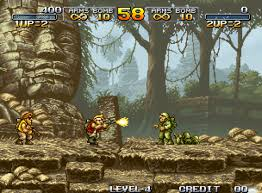 400 ARMS BOMB 58 ARMS BOMB 0
1UP=2 ∞ 10 ∞ 10 2UP=2
LEVEL-4 CREDIT 00